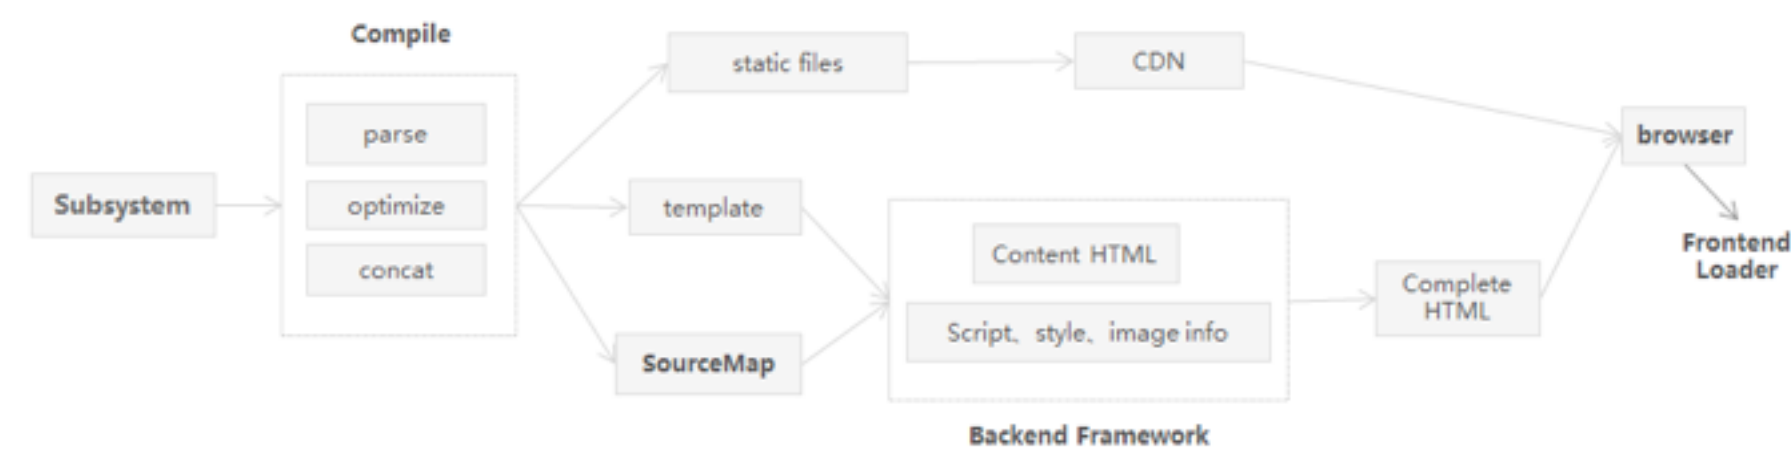 Compile
static files
CDN
parse
browser
Subsystem
optimize
template
Content HTML
Frontend
Loader
concat
Complete
HTML
Script、style、image info
SourceMap
Backend Framework